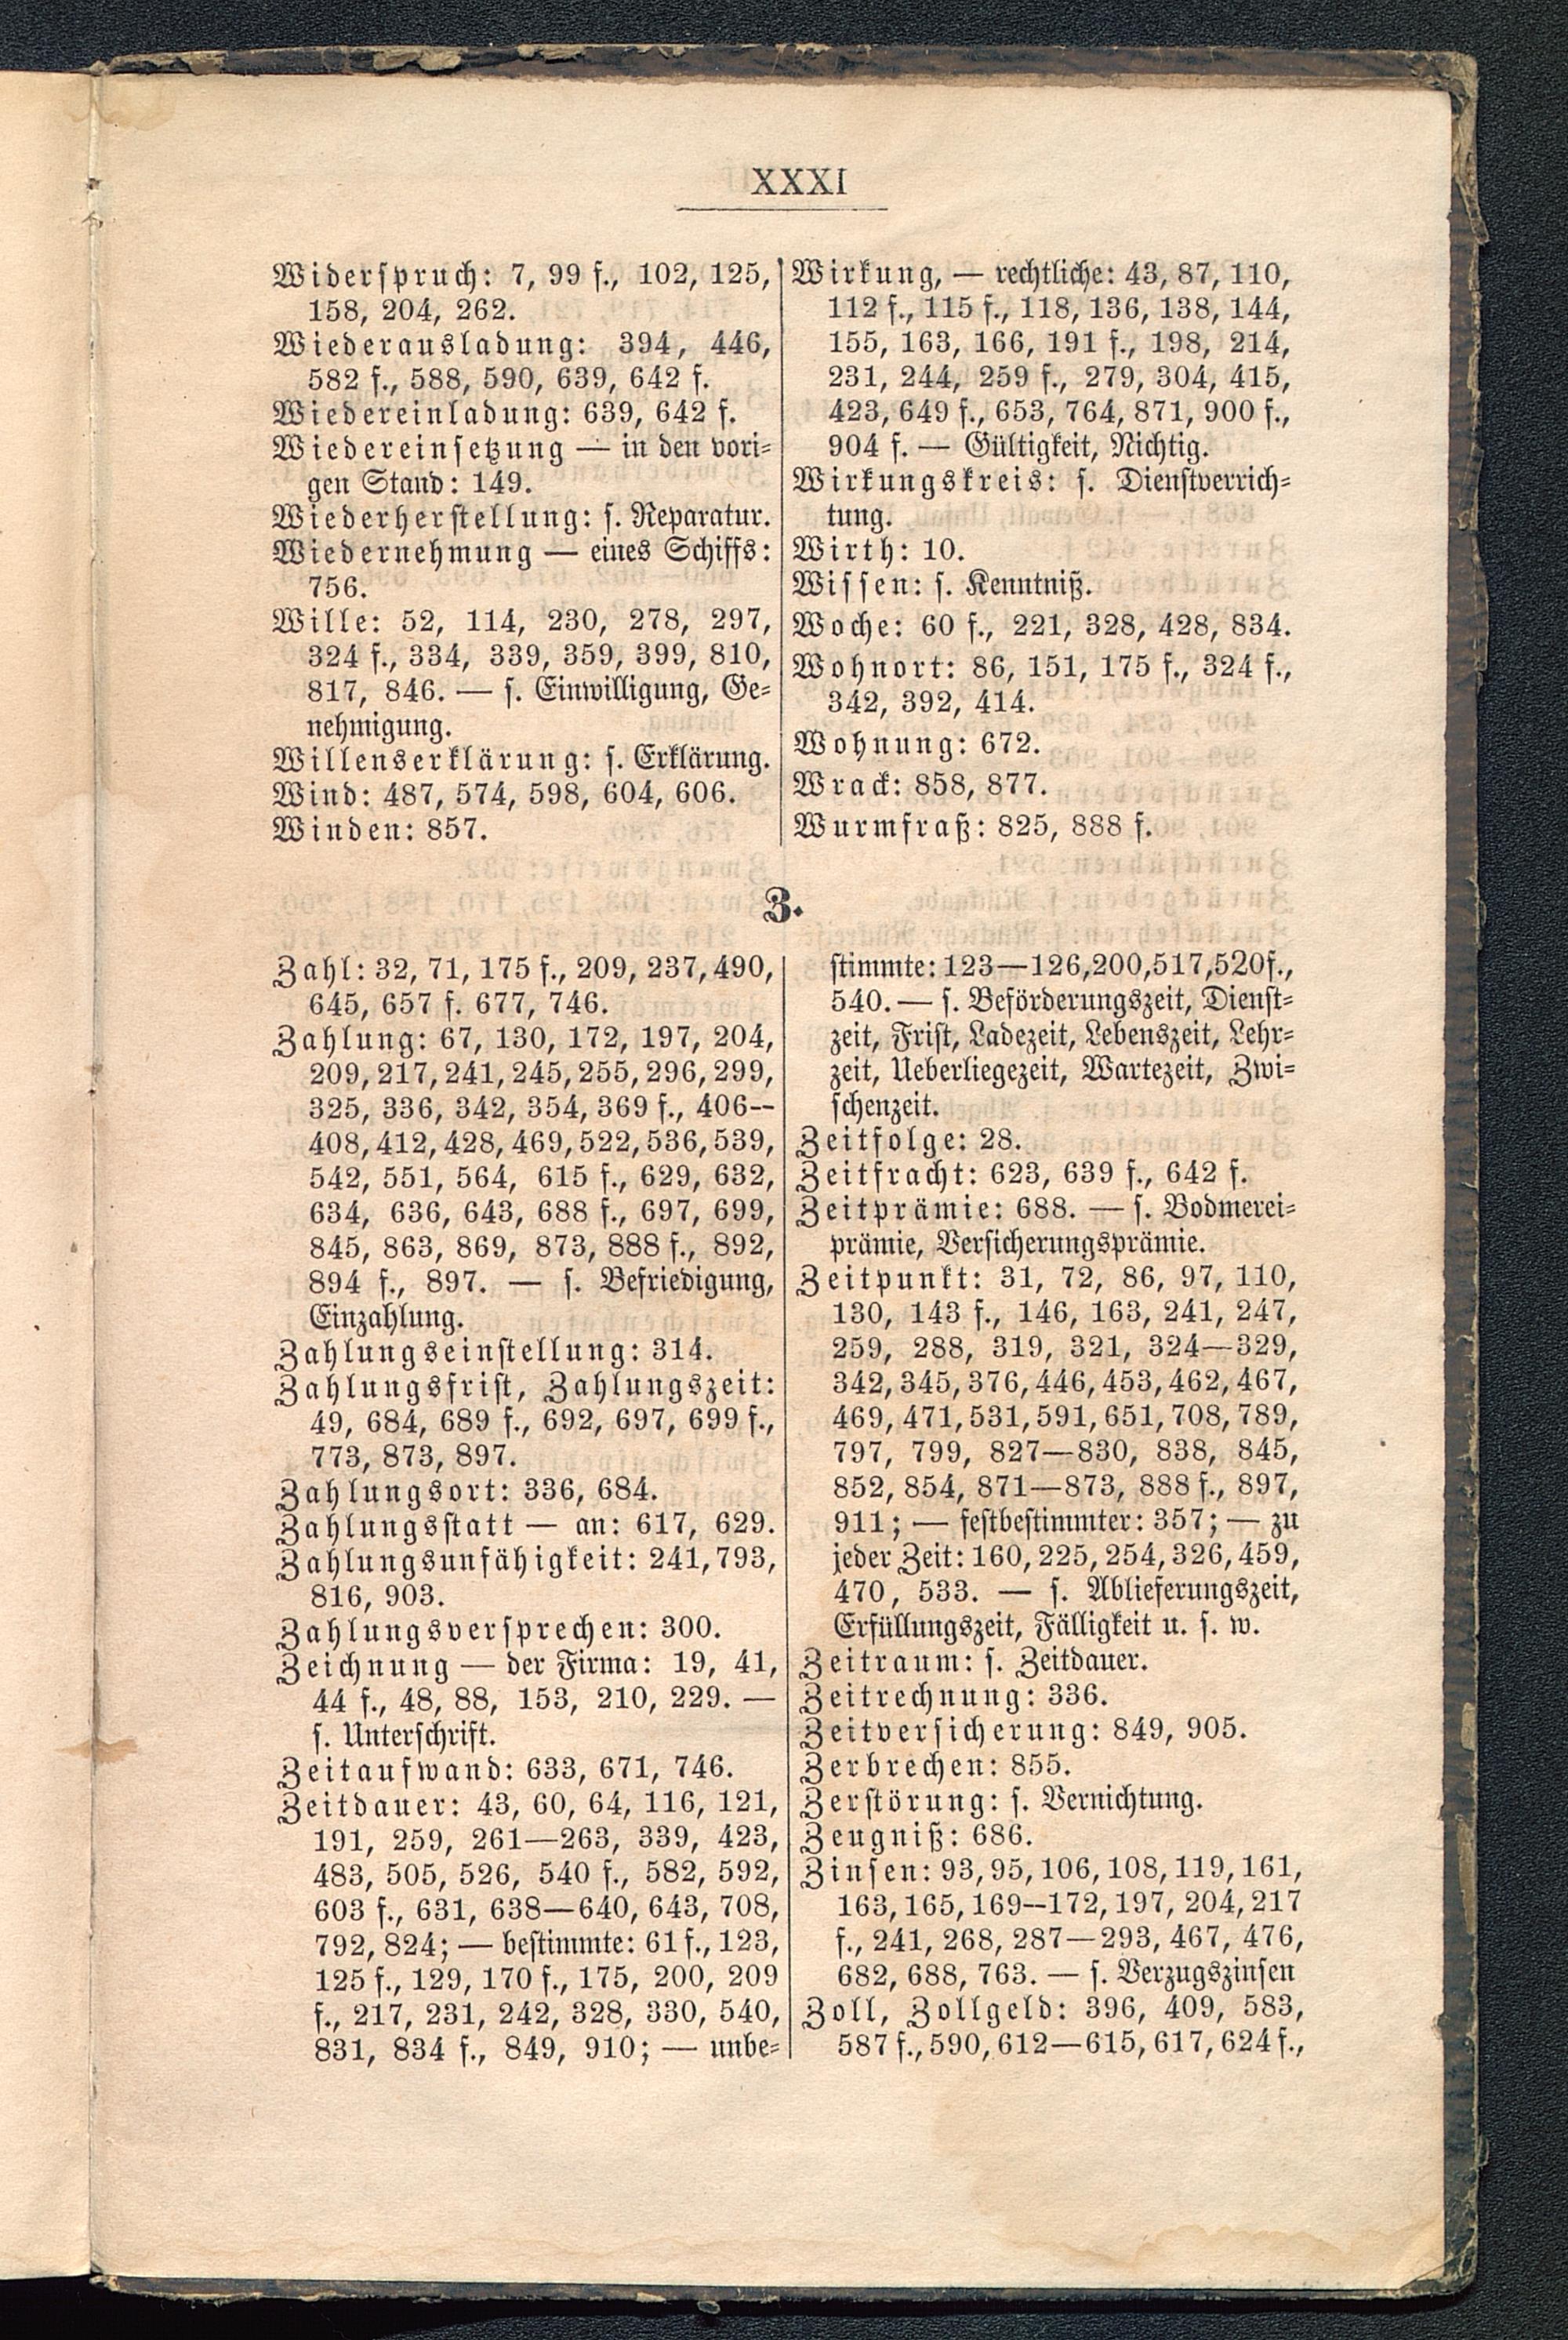 XXXI
Widerspruch: 7, 99 f., 102, 125,
158, 204, 262.
Wiederausladung: 394, 446,
582 f., 588, 590, 639, 642 f.
Wiedereinladung: 639, 642 f.
Wiedereinsetzung — in den vori-
gen Stand: 149.
Wiederherstellung: s. Reparatur.
Wiedernehmung — eines Schiffs:
756.
Wille: 52, 114, 230, 278, 297,
324 f., 334, 339, 359, 399, 810,
817, 846. — s. Einwilligung, Ge-
nehmigung.
Willenserklärung: s. Erklärung.
Wind: 487, 574, 598, 604, 606.
Winden: 857.
Wirkung, — rechtliche: 43, 87, 110,
112 f., 115 f., 118, 136, 138, 144,
155, 163, 166, 191 f., 198, 214,
231, 244, 259 f., 279, 304, 415,
423, 649 f., 653, 764, 871, 900 f.,
904 f. — Gültigkeit, Nichtig.
Wirkungskreis: s. Dienstverrich-
tung.
Wirth: 10.
Wissen: s. Kenntniß.
Woche: 60 f., 221, 328, 428, 834.
Wohnort: 86, 151, 175 f., 324 f.,
342, 392, 414.
Wohnung: 672.
Wrack: 858, 877.
Wurmfraß: 825, 888 f.
Z.
Zahl: 32, 71, 175 f., 209, 237, 490,
645, 657 f. 677, 746.
Zahlung: 67, 130, 172, 197, 204,
209, 217, 241, 245, 255, 296, 299,
325, 336, 342, 354, 369 f., 406—
408, 412, 428, 469, 522, 536, 539,
542, 551, 564, 615 f., 629, 632,
634, 636, 643, 688 f., 697, 699,
845, 863, 869, 873, 888 f., 892,
894 f., 897. — s. Befriedigung,
Einzahlung.
Zahlungseinstellung: 314.
Zahlungsfrist, Zahlungszeit:
49, 684, 689 f., 692, 697, 699 f.,
773, 873, 897.
Zahlungsort: 336, 684.
Zahlungsstatt — an: 617, 629.
Zahlungsunfähigkeit: 241, 793,
816, 903.
Zahlungsversprechen: 300.
Zeichnung — der Firma: 19, 41,
44 f., 48, 88, 153, 210, 229. —
s. Unterschrift.
Zeitaufwand: 633, 671, 746.
Zeitdauer: 43, 60, 64, 116, 121,
191, 259, 261—263, 339, 423,
483, 505, 526, 540 f., 582, 592,
603 f., 631, 638—640, 643, 708,
792, 824; — bestimmte: 61 f., 123,
125 f., 129, 170 f., 175, 200, 209
f., 217, 231, 242, 328, 330, 540,
831, 834 f., 849, 910; — unbe-
stimmte: 123—126, 200, 517, 520 f.,
540. — s. Beförderungszeit, Dienst-
zeit, Frist, Ladezeit, Lebenszeit, Lehr-
zeit, Ueberliegezeit, Wartezeit, Zwi-
schenzeit.
Zeitfolge: 28.
Zeitfracht: 623, 639 f., 642 f.
Zeitprämie: 688. — s. Bodmerei-
prämie, Versicherungsprämie.
Zeitpunkt: 31, 72, 86, 97, 110,
130, 143 f., 146, 163, 241, 247,
259, 288, 319, 321, 324—329,
342, 345, 376, 446, 453, 462, 467,
469, 471, 531, 591, 651, 708, 789,
797, 799, 827—830, 838, 845,
852, 854, 871—873, 888 f., 897,
911; — festbestimmter: 357; — zu
jeder Zeit: 160, 225, 254, 326, 459,
470, 533. — s. Ablieferungszeit,
Erfüllungszeit, Fälligkeit u. s. w.
Zeitraum: s. Zeitdauer.
Zeitrechnung: 336.
Zeitversicherung: 849, 905.
Zerbrechen: 855.
Zerstörung: s. Vernichtung.
Zeugniß: 686.
Zinsen: 93, 95, 106, 108, 119, 161,
163, 165, 169—172, 197, 204, 217
f., 241, 268, 287—293, 467, 476,
682, 688, 763. — s. Verzugszinsen
Zoll, Zollgeld: 396, 409, 583,
587 f., 590, 612—615, 617, 624 f.,